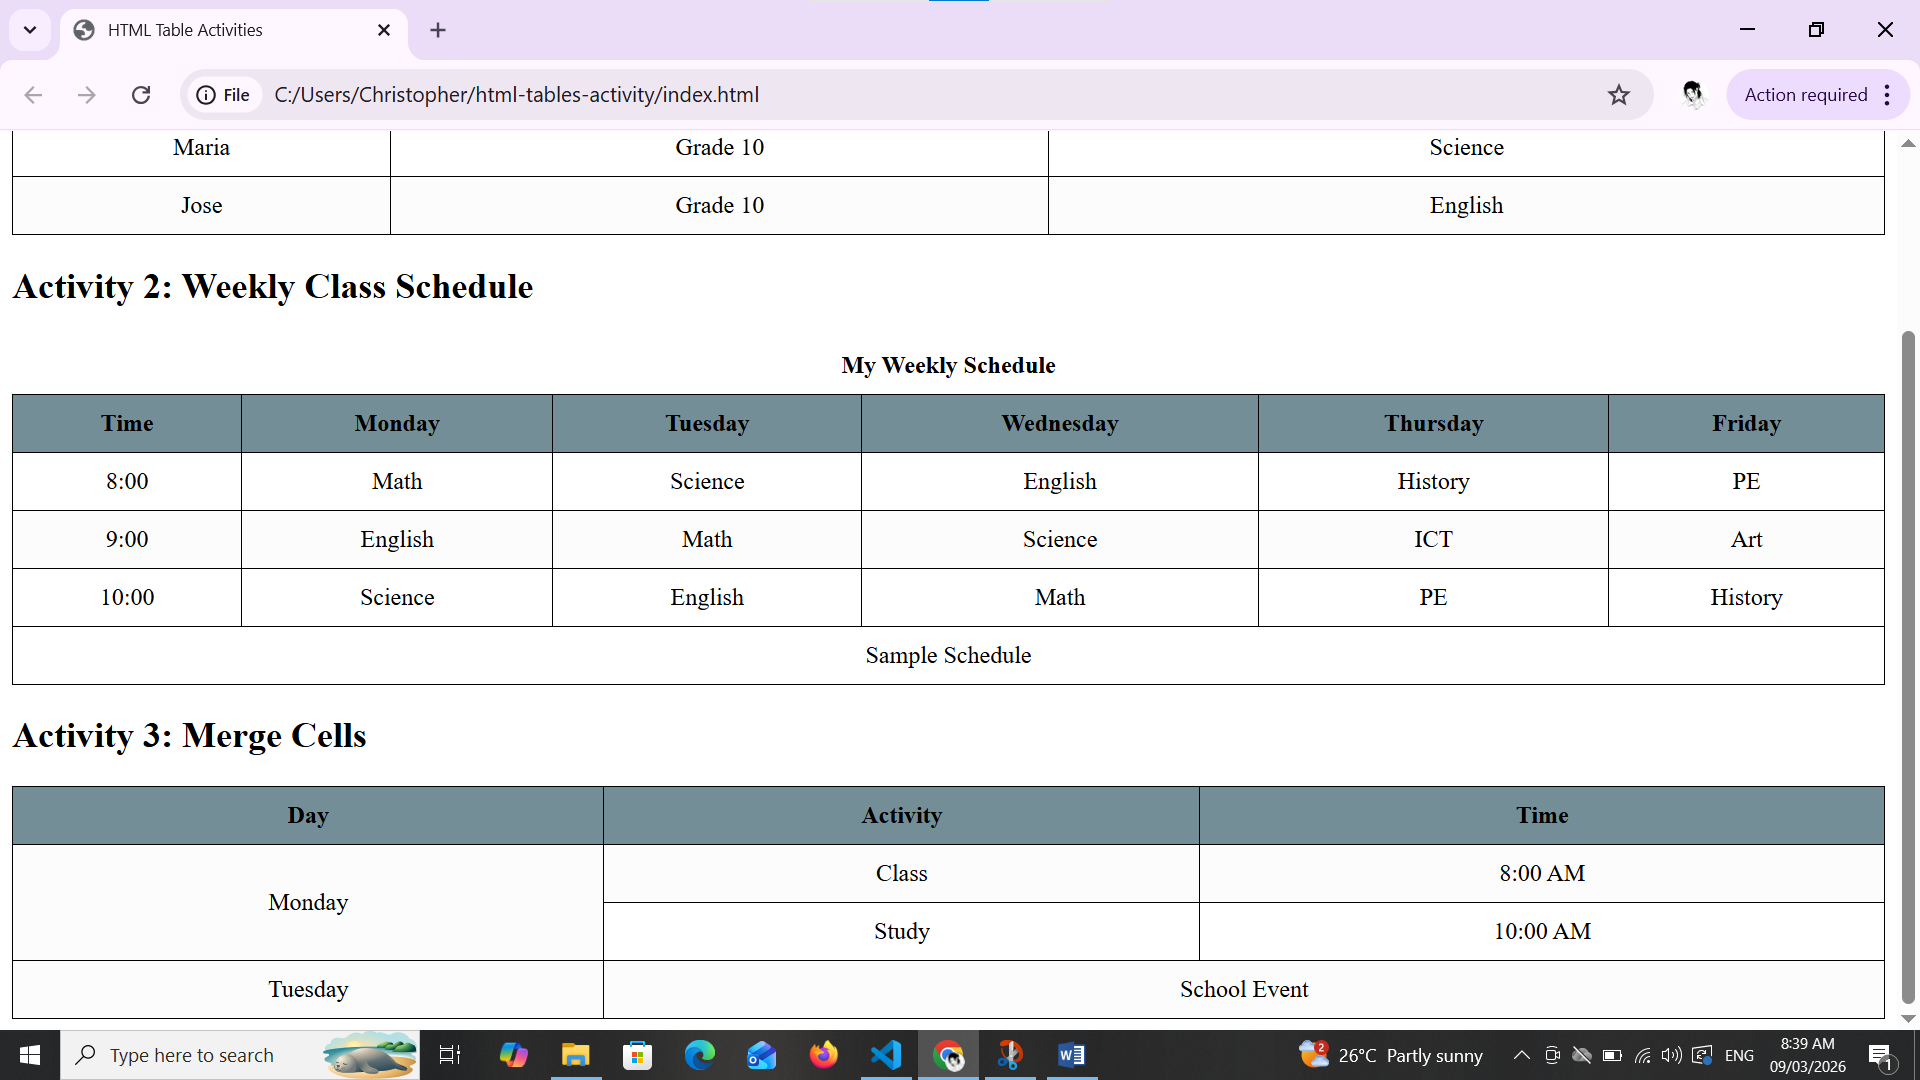 HTML Table Activities
File C:/Users/Christopher/html-tables-activity/index.html Action required
Maria Grade 10 Science
Jose Grade 10 English
Activity 2: Weekly Class Schedule
My Weekly Schedule
Time Monday Tuesday Wednesday Thursday Friday
8:00 Math Science English History PE
9:00 English Math Science ICT Art
10:00 Science English Math PE History
Sample Schedule
Activity 3: Merge Cells
Day Activity Time
Monday Class 8:00 AM
Study 10:00 AM
Tuesday School Event
Type here to search 2 26°C Partly sunny ENG 8:39 AM
09/03/2026 1